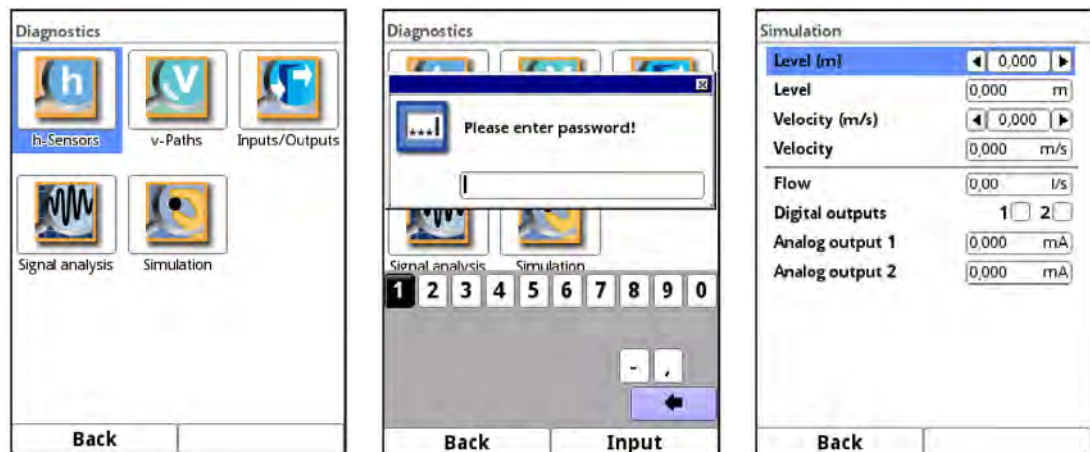 Diagnostics
h
V
h-Sensors v-Paths Inputs/Outputs
Signal analysis Simulation
Back
Diagnostics
...
Please enter password!
Signal analysis Simulation
1 2 3 4 5 6 7 8 9 0
- ,
Back Input
Simulation
Level (m) 0,000
Level 0,000 m
Velocity (m/s) 0,000
Velocity 0,000 m/s
Flow 0,00 l/s
Digital outputs 1 2
Analog output 1 0,000 mA
Analog output 2 0,000 mA
Back